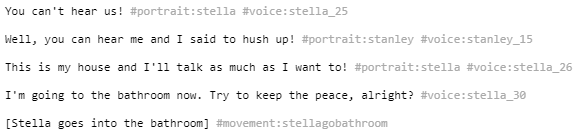 You can't hear us! #portrait:stella #voice:stella_25
Well, you can hear me and I said to hush up! #portrait:stanley #voice:stanley_15
This is my house and I'll talk as much as I want to! #portrait:stella #voice:stella_26
I'm going to the bathroom now. Try to keep the peace, alright? #voice:stella_30
[Stella goes into the bathroom] #movement:stellagobathroom